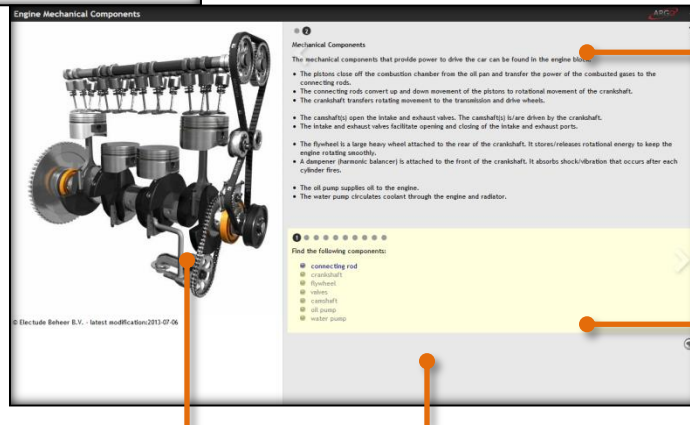 Engine Mechanical Components
ARGO
2
Mechanical Components
The mechanical components that provide power to drive the car can be found in the engine block.
• The pistons close off the combustion chamber from the oil pan and transfer the power of the combusted gases to the
connecting rods.
• The connecting rods convert up and down movement of the pistons to rotational movement of the crankshaft.
• The crankshaft transfers rotating movement to the transmission and drive wheels.
• The camshaft(s) open the intake and exhaust valves. The camshaft(s) is/are driven by the crankshaft.
• The intake and exhaust valves facilitate opening and closing of the intake and exhaust ports.
• The flywheel is a large heavy wheel attached to the rear of the crankshaft. It stores/releases rotational energy to keep the
engine rotating smoothly.
• A dampener (harmonic balancer) is attached to the front of the crankshaft. It absorbs shock/vibration that occurs after each
cylinder fires.
• The oil pump supplies oil to the engine.
• The water pump circulates coolant through the engine and radiator.
1
Find the following components:
connecting rod
crankshaft
flywheel
valves
camshaft
oil pump
water pump
© Electude Beheer B.V. - latest modification:2013-07-06